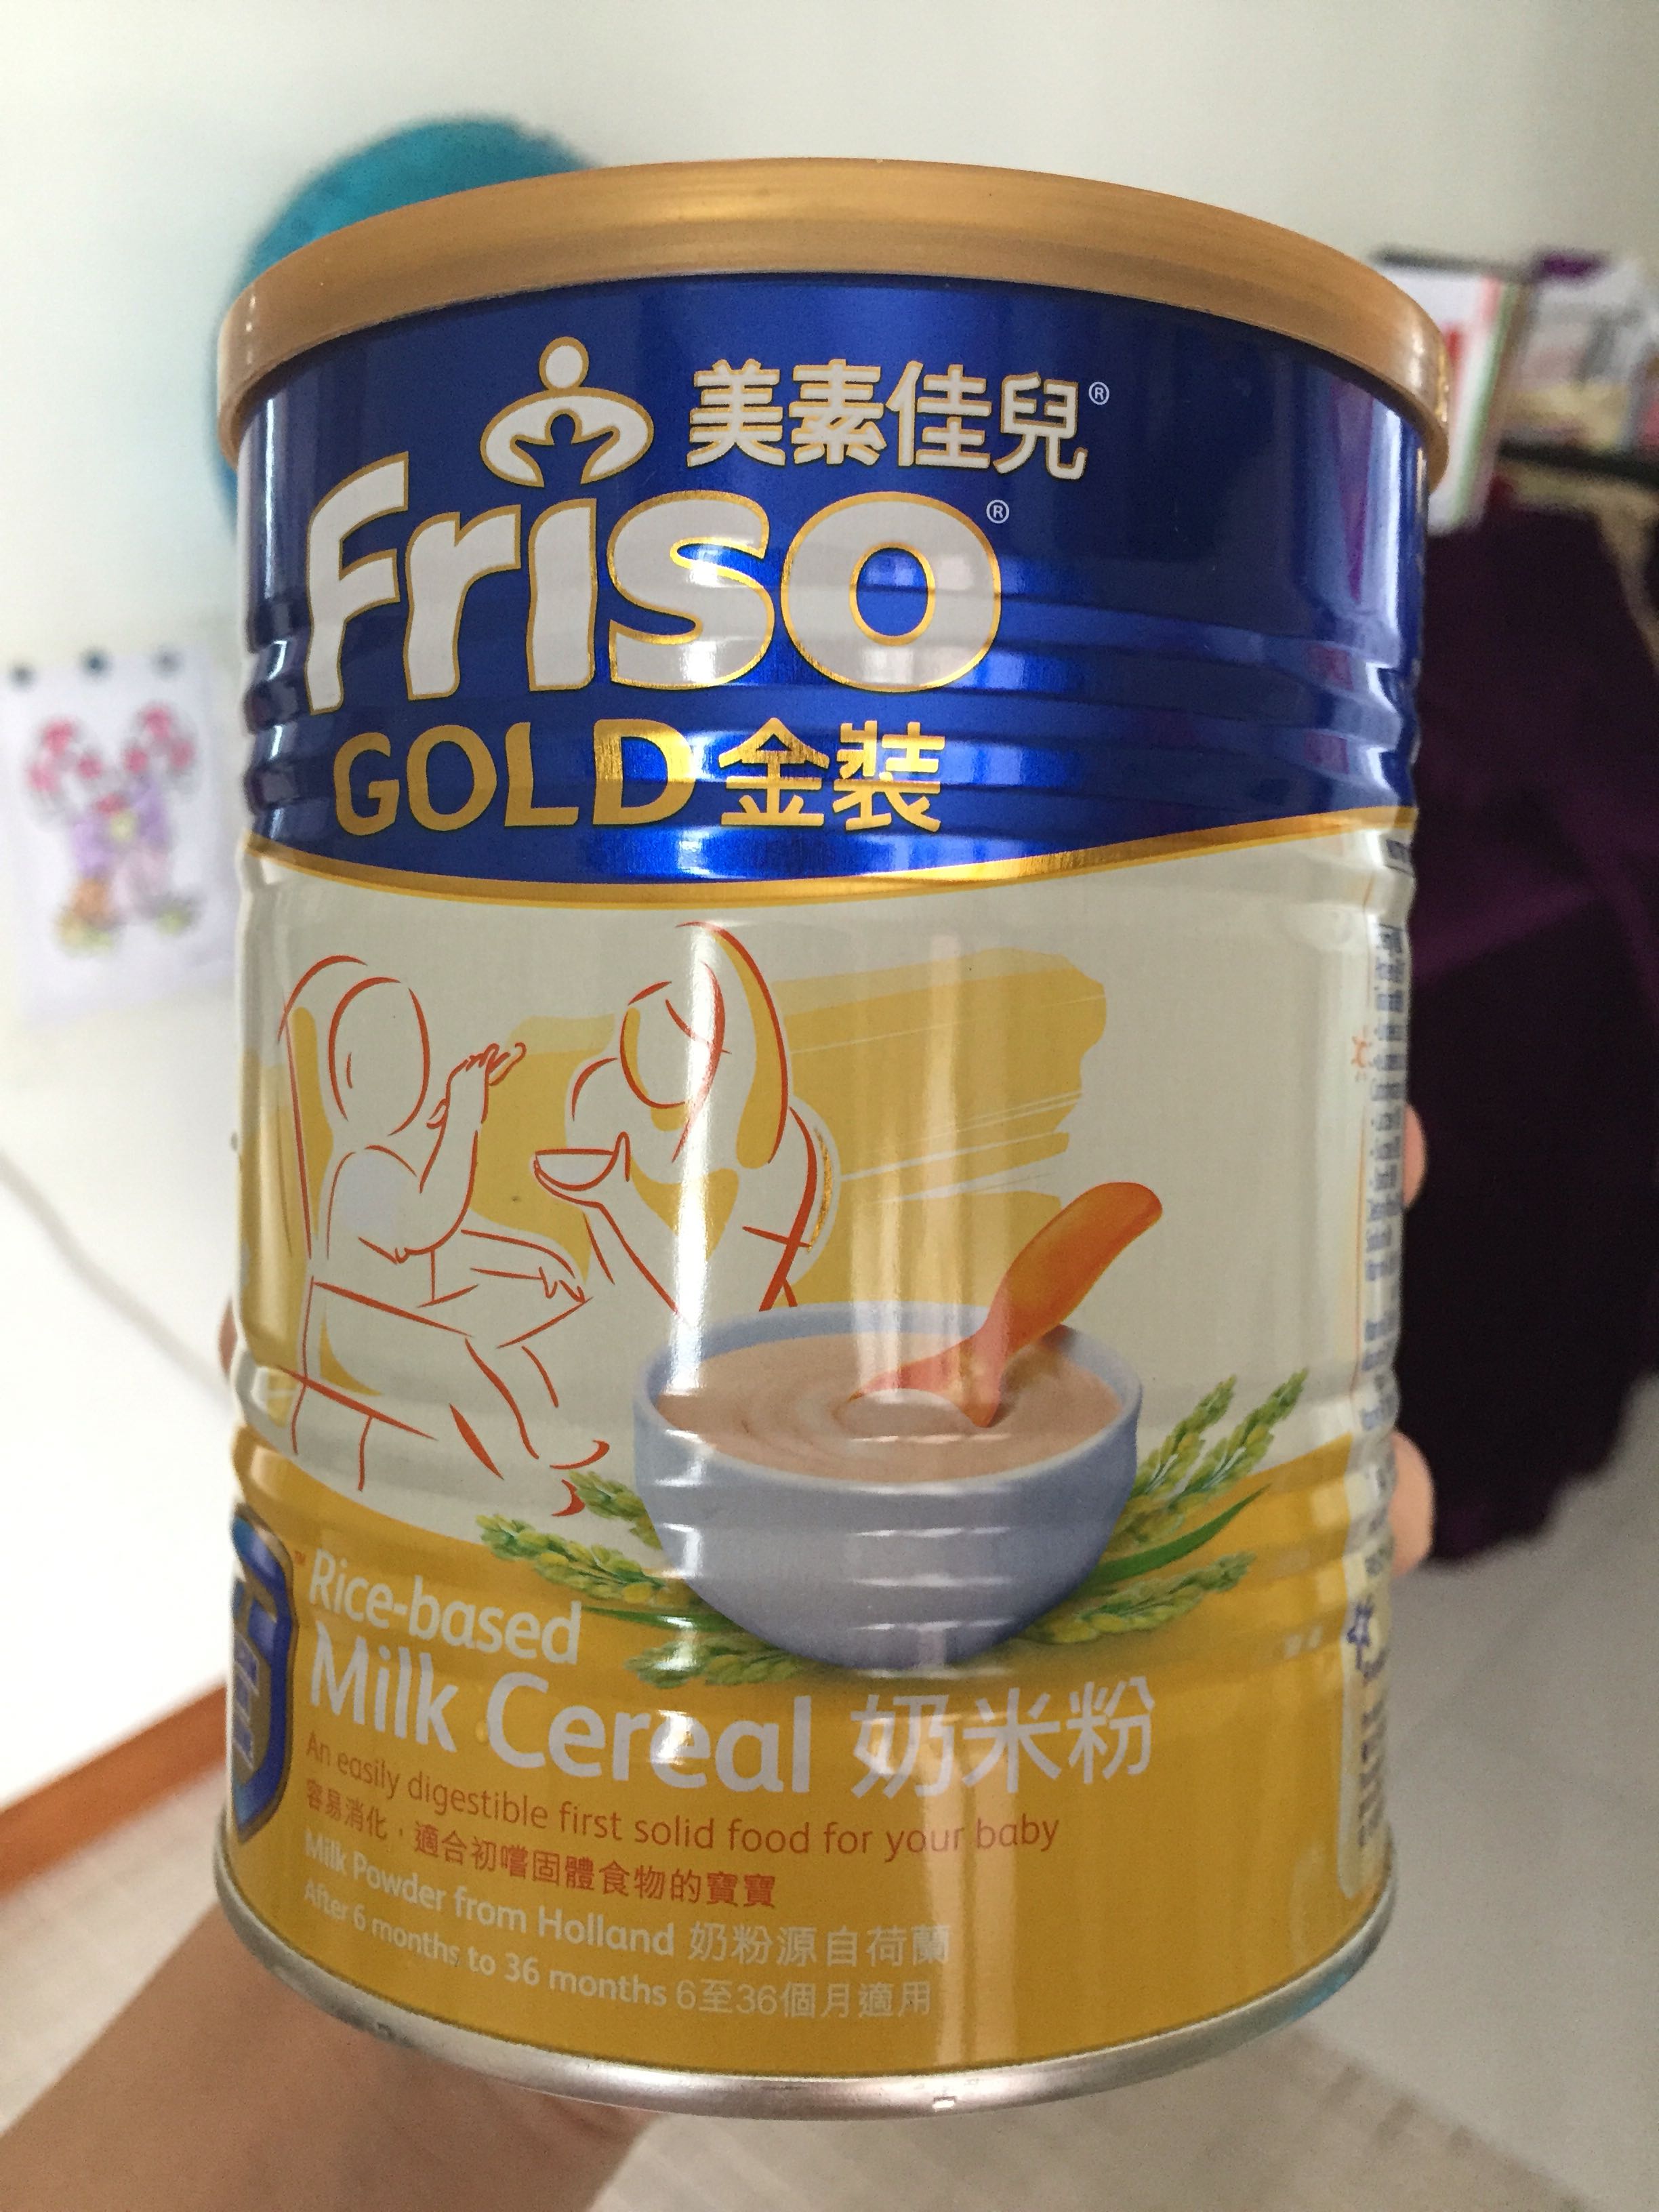 美素佳兒®
Friso®
GOLD 金裝
™
Rice-based
Milk Cereal 奶米粉
An easily digestible first solid food for your baby
容易消化，適合初嚐固體食物的寶寶
Milk Powder from Holland 奶粉源自荷蘭
After 6 months to 36 months 6至36個月適用